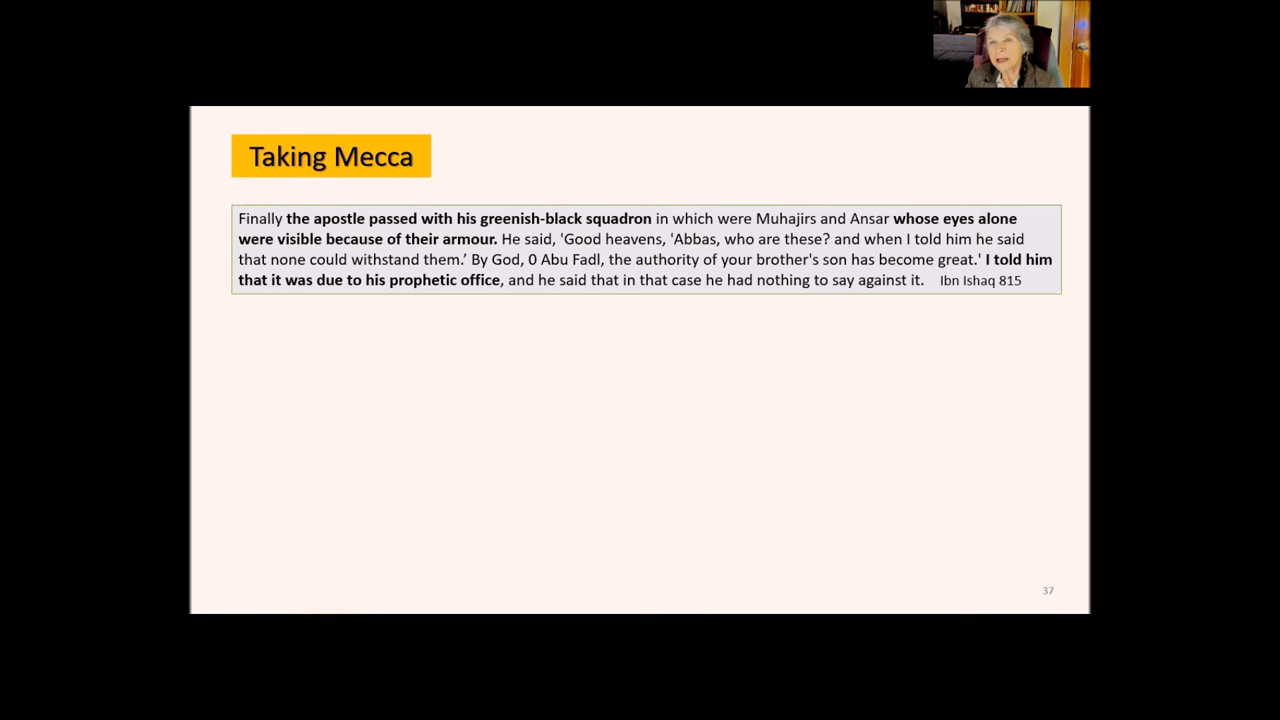 Taking Mecca
Finally the apostle passed with his greenish-black squadron in which were Muhajirs and Ansar whose eyes alone
were visible because of their armour. He said, 'Good heavens, 'Abbas, who are these? and when I told him he said
that none could withstand them.’ By God, 0 Abu Fadl, the authority of your brother's son has become great.' I told him
that it was due to his prophetic office, and he said that in that case he had nothing to say against it. Ibn Ishaq 815
37